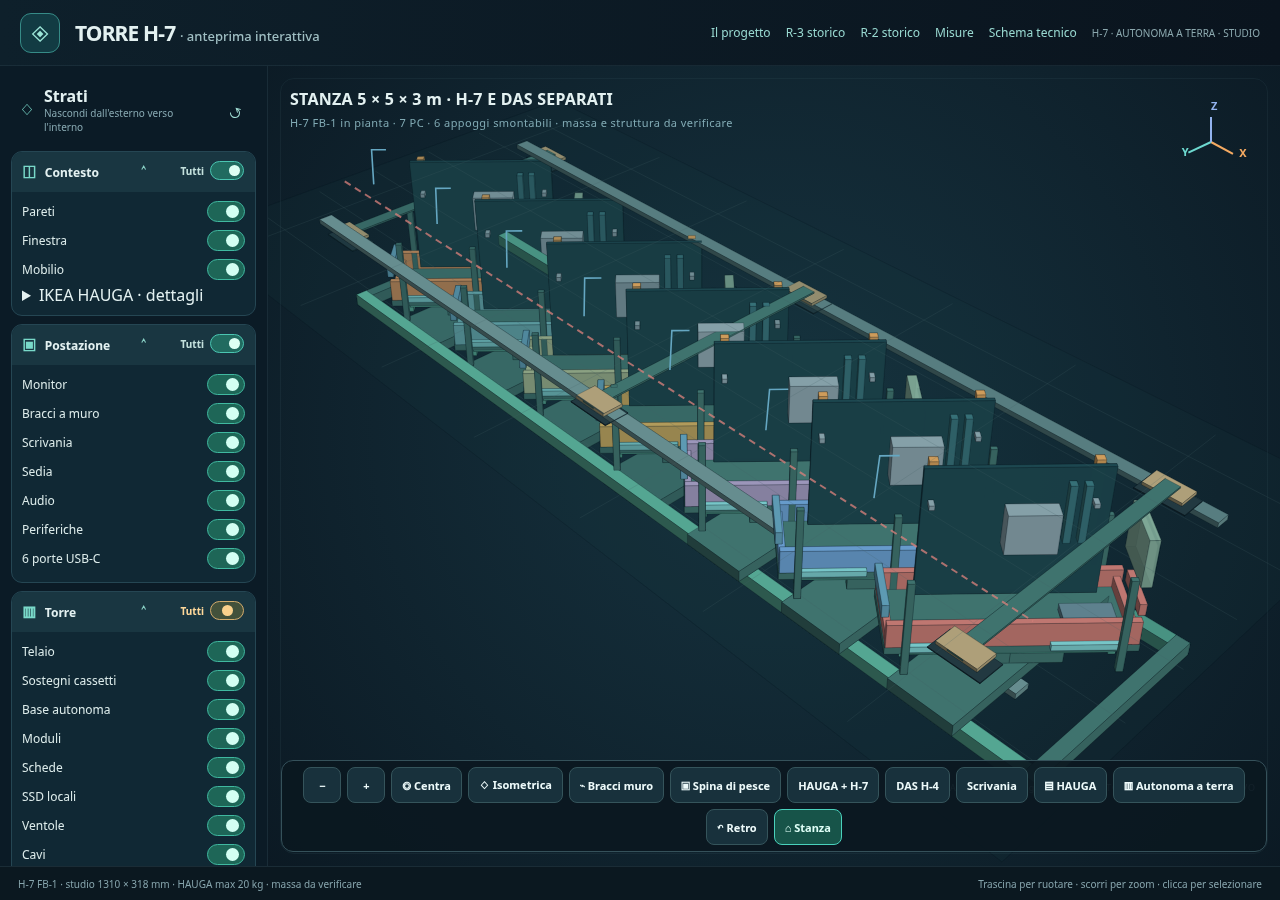 TORRE H-7 · anteprima interattiva
Il progetto R-3 storico R-2 storico Misure Schema tecnico H-7 · AUTONOMA A TERRA · STUDIO
Strati
Nascondi dall'esterno verso
l'interno
Contesto Tutti
Pareti
Finestra
Mobilio
IKEA HAUGA · dettagli
Postazione Tutti
Monitor
Bracci a muro
Scrivania
Sedia
Audio
Periferiche
6 porte USB-C
Torre Tutti
Telaio
Sostegni cassetti
Base autonoma
Moduli
Schede
SSD locali
Ventole
Cavi
STANZA 5 × 5 × 3 m · H-7 E DAS SEPARATI
H-7 FB-1 in pianta · 7 PC · 6 appoggi smontabili · massa e struttura da verificare
Z
Y X
− + Centra Isometrica Bracci muro Spina di pesce HAUGA + H-7 DAS H-4 Scrivania HAUGA Autonoma a terra
Retro Stanza
H-7 FB-1 · studio 1310 × 318 mm · HAUGA max 20 kg · massa da verificare
Trascina per ruotare · scorri per zoom · clicca per selezionare